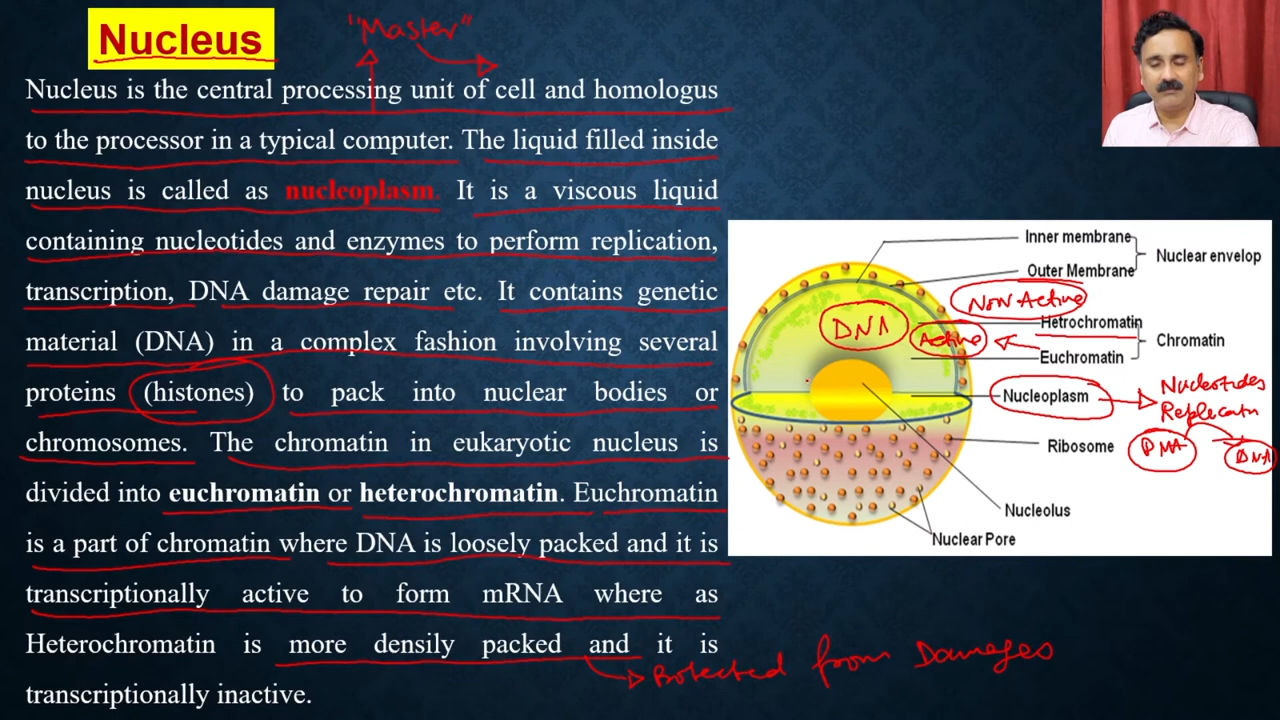 Nucleus
"Master"
Nucleus is the central processing unit of cell and homologus
to the processor in a typical computer. The liquid filled inside
nucleus is called as nucleoplasm. It is a viscous liquid
containing nucleotides and enzymes to perform replication,
transcription, DNA damage repair etc. It contains genetic
material (DNA) in a complex fashion involving several
proteins (histones) to pack into nuclear bodies or
chromosomes. The chromatin in eukaryotic nucleus is
divided into euchromatin or heterochromatin. Euchromatin
is a part of chromatin where DNA is loosely packed and it is
transcriptionally active to form mRNA where as
Heterochromatin is more densily packed and it is
transcriptionally inactive.
Protected from Damages
Inner membrane
Nuclear envelop
Outer Membrane
Non Active
DNA
Hetrochromatin
Active
Chromatin
Euchromatin
Nucleoplasm
Nucleotides
Replicatn
Ribosome
DNA
DNA
Nucleolus
Nuclear Pore